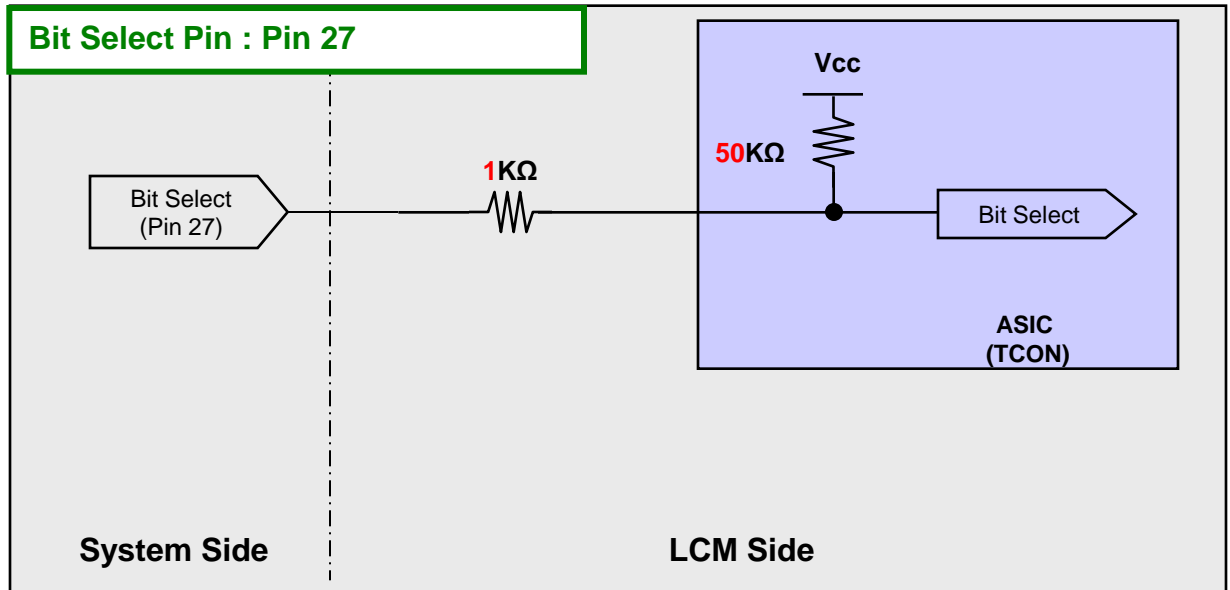 Bit Select Pin : Pin 27
Vcc
50KΩ
1KΩ
Bit Select
(Pin 27)
Bit Select
ASIC
(TCON)
System Side
LCM Side